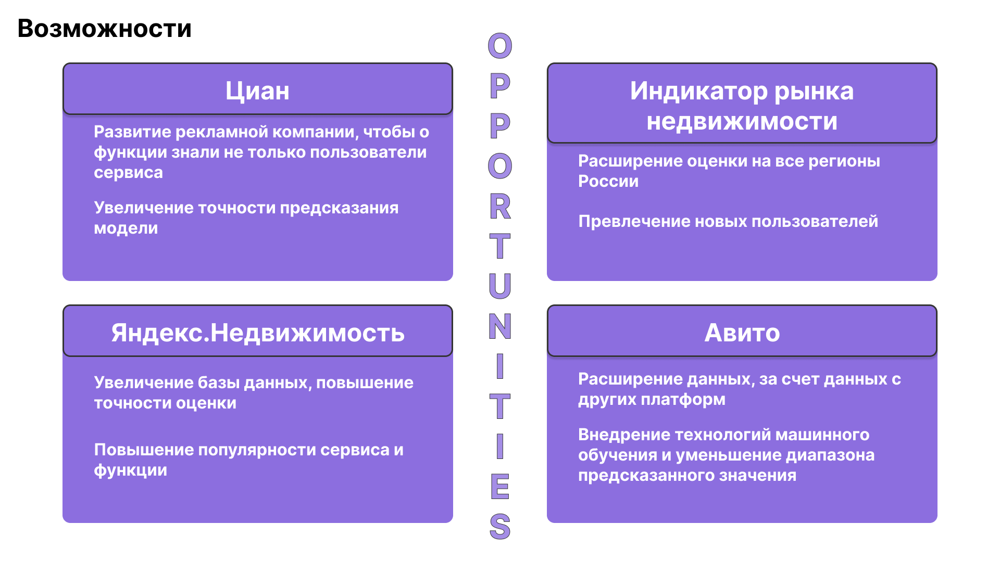 Возможности
Циан
Развитие рекламной компании, чтобы о
функции знали не только пользователи
сервиса
Увеличение точности предсказания
модели
Яндекс.Недвижимость
Увеличение базы данных, повышение
точности оценки
Повышение популярности сервиса и
функции
O
P
P
O
R
T
U
N
I
T
I
E
S
Индикатор рынка
недвижимости
Расширение оценки на все регионы
России
Превлечение новых пользователей
Авито
Расширение данных, за счет данных с
других платформ
Внедрение технологий машинного
обучения и уменьшение диапазона
предсказанного значения